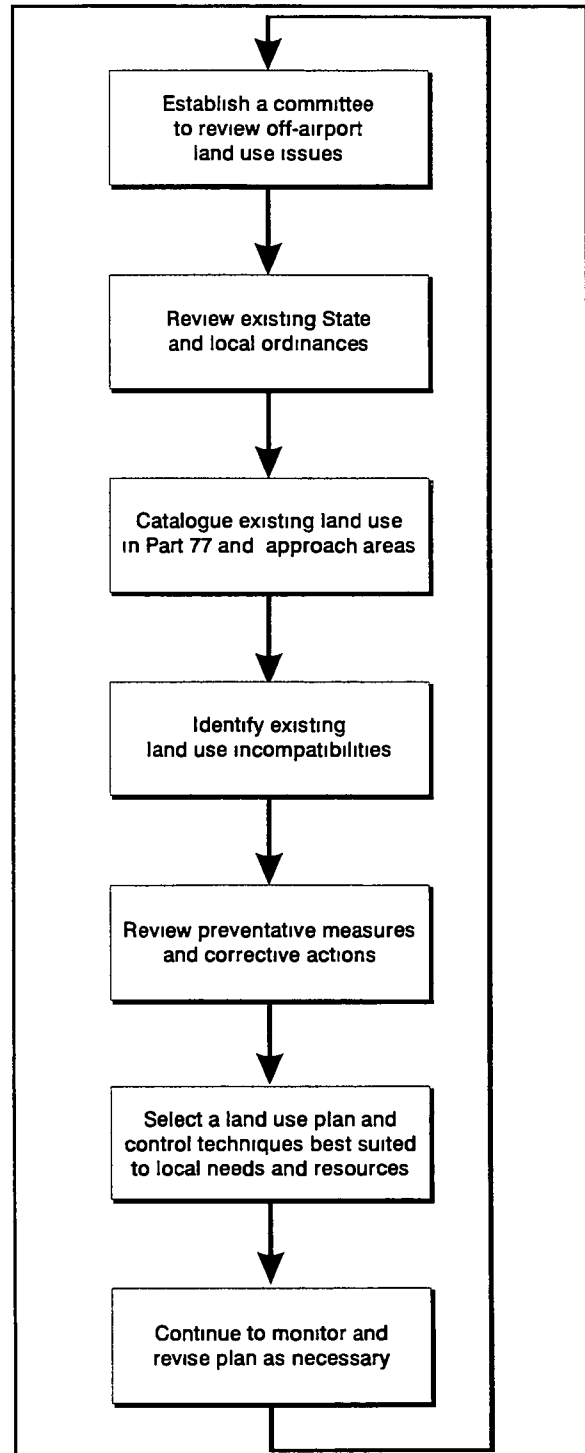 Establish a committee
to review off-airport
land use issues
Review existing State
and local ordinances
Catalogue existing land use
in Part 77 and approach areas
Identify existing
land use incompatibilities
Review preventative measures
and corrective actions
Select a land use plan and
control techniques best suited
to local needs and resources
Continue to monitor and
revise plan as necessary